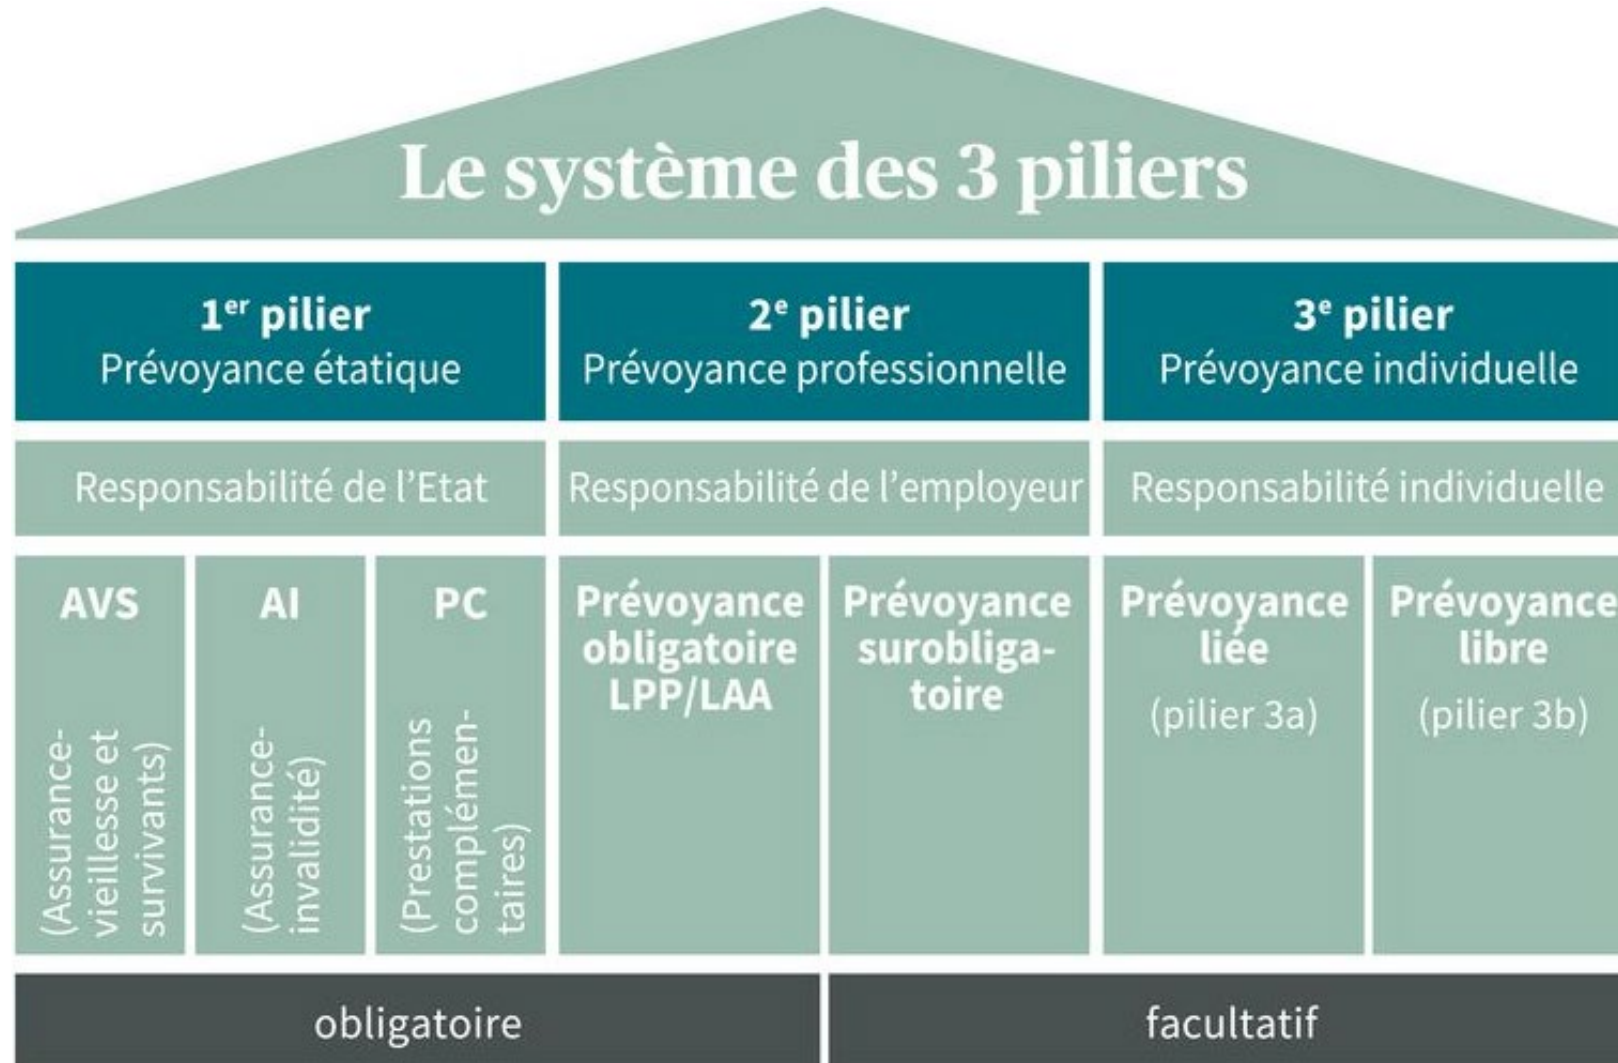 Le système des 3 piliers
1er pilier
Prévoyance étatique
2e pilier
Prévoyance professionnelle
3e pilier
Prévoyance individuelle
Responsabilité de l’Etat
Responsabilité de l’employeur
Responsabilité individuelle
AVS
(Assurance-
vieillesse et
survivants)
AI
(Assurance-
invalidité)
PC
(Prestations
complémen-
taires)
Prévoyance
obligatoire
LPP/LAA
Prévoyance
surobliga-
toire
Prévoyance
liée
(pilier 3a)
Prévoyance
libre
(pilier 3b)
obligatoire
facultatif